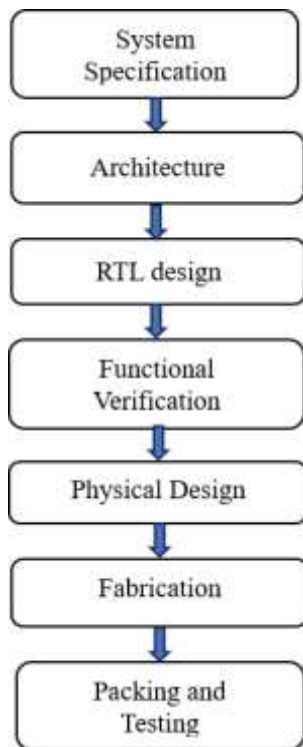 System
Specification
Architecture
RTL design
Functional
Verification
Physical Design
Fabrication
Packing and
Testing